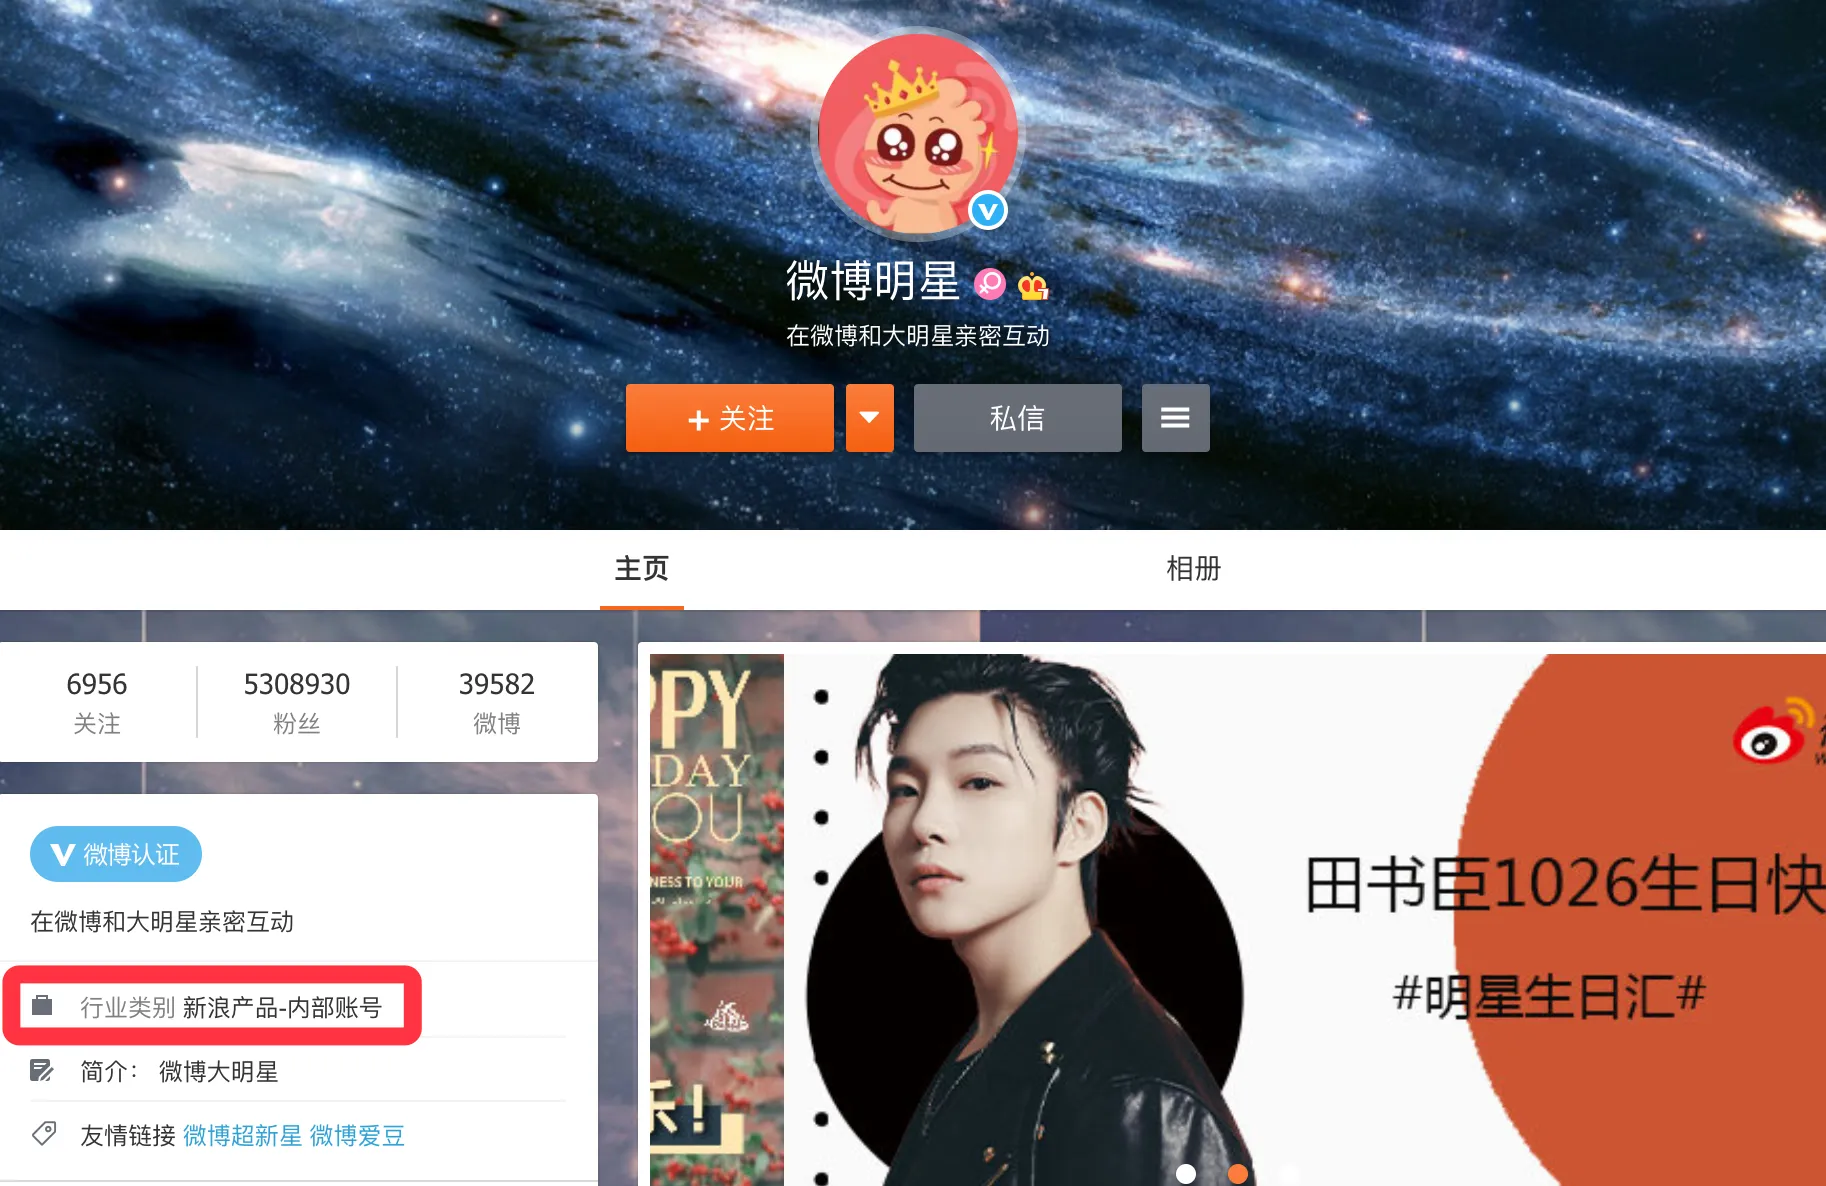 微博明星
在微博和大明星亲密互动
+ 关注
私信
主页
相册
6956
关注
5308930
粉丝
39582
微博
V 微博认证
在微博和大明星亲密互动
行业类别 新浪产品-内部账号
简介： 微博大明星
友情链接 微博超新星 微博爱豆
PPY
DAY
OU
NESS TO YOUR
乐!
田书臣1026生日快
#明星生日汇#